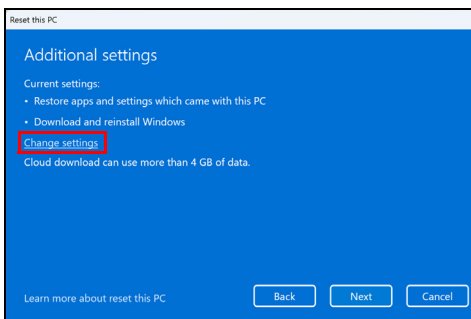 Reset this PC
Additional settings
Current settings:
• Restore apps and settings which came with this PC
• Download and reinstall Windows
Change settings
Cloud download can use more than 4 GB of data.
Learn more about reset this PC
Back
Next
Cancel